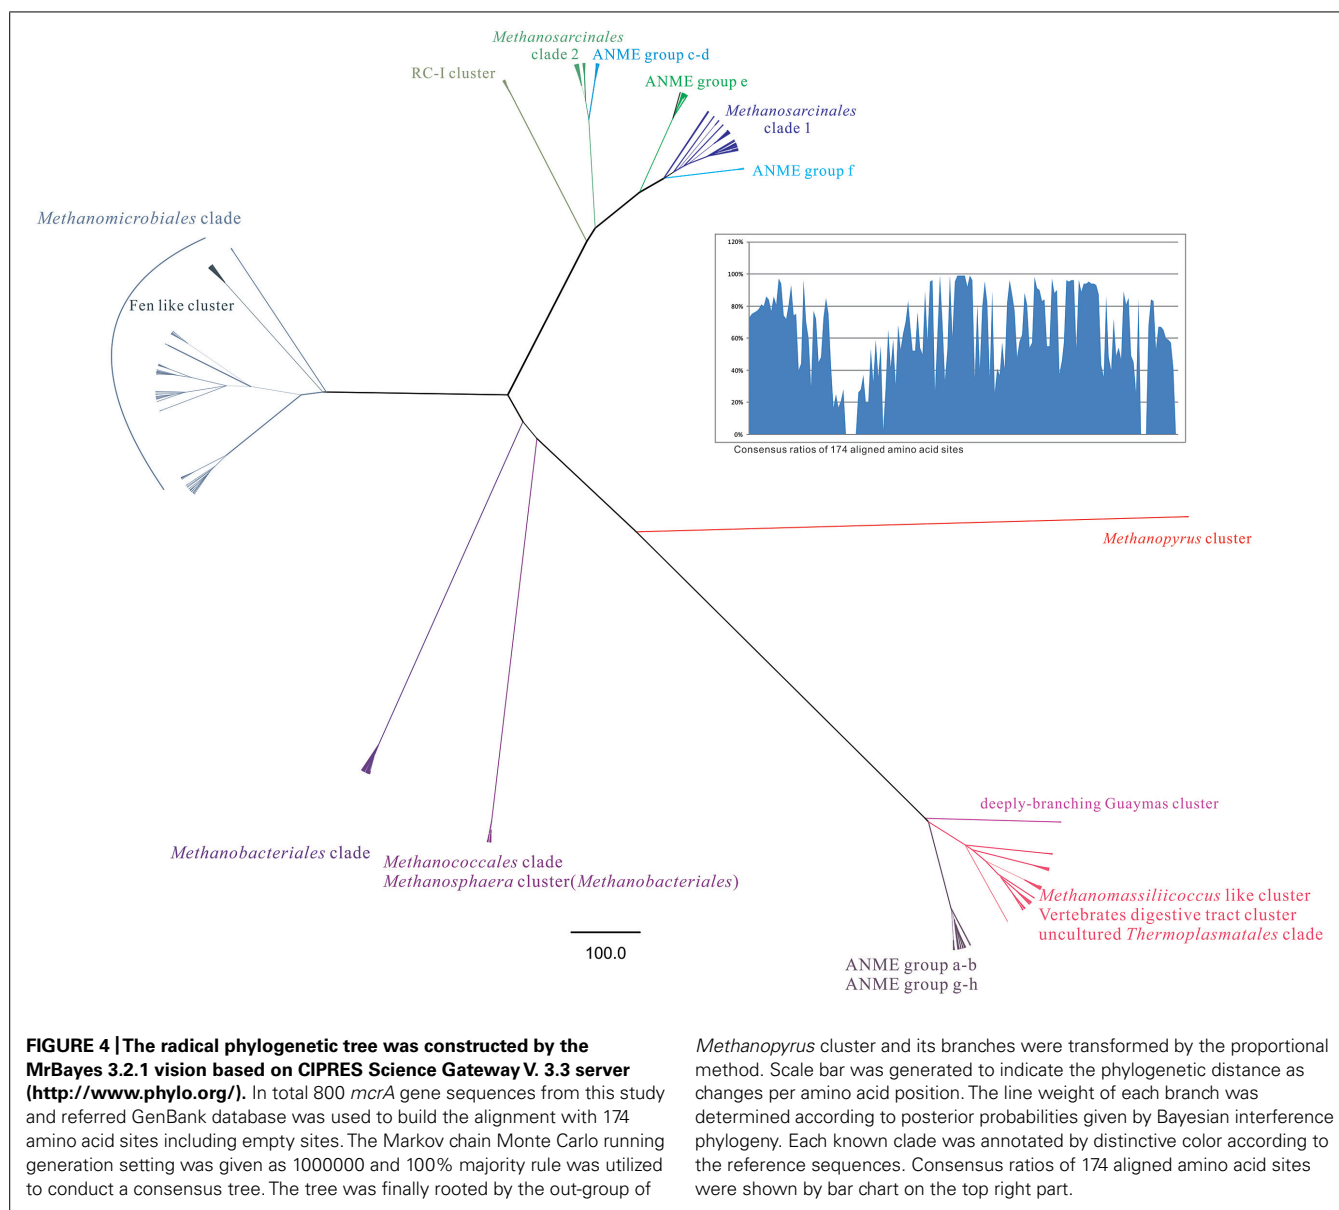 Methanosarcinales
clade 2
ANME group c-d
RC-I cluster
ANME group e
Methanosarcinales
clade 1
ANME group f
Methanomicrobiales clade
Fen like cluster
120%
100%
80%
60%
40%
20%
0%
Consensus ratios of 174 aligned amino acid sites
Methanopyrus cluster
deeply-branching Guaymas cluster
Methanobacteriales clade
Methanococcales clade
Methanosphaera cluster(Methanobacteriales)
Methanomassiliicoccus like cluster
Vertebrates digestive tract cluster
uncultured Thermoplasmatales clade
100.0
ANME group a-b
ANME group g-h
FIGURE 4 | The radical phylogenetic tree was constructed by the
MrBayes 3.2.1 vision based on CIPRES Science Gateway V. 3.3 server
(http://www.phylo.org/). In total 800 mcrA gene sequences from this study
and referred GenBank database was used to build the alignment with 174
amino acid sites including empty sites. The Markov chain Monte Carlo running
generation setting was given as 1000000 and 100% majority rule was utilized
to conduct a consensus tree. The tree was finally rooted by the out-group of
Methanopyrus cluster and its branches were transformed by the proportional
method. Scale bar was generated to indicate the phylogenetic distance as
changes per amino acid position. The line weight of each branch was
determined according to posterior probabilities given by Bayesian interference
phylogeny. Each known clade was annotated by distinctive color according to
the reference sequences. Consensus ratios of 174 aligned amino acid sites
were shown by bar chart on the top right part.